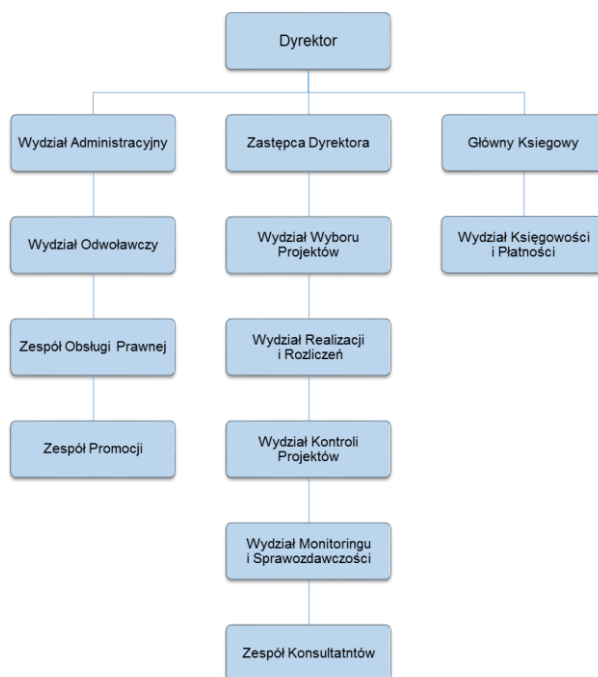 Dyrektor
Wydział Administracyjny
Zastępca Dyrektora
Główny Ksiegowy
Wydział Odwoławczy
Wydział Wyboru
Projektów
Wydział Księgowości
i Płatności
Zespół Obsługi Prawnej
Wydział Realizacji
i Rozliczeń
Zespół Promocji
Wydział Kontroli
Projektów
Wydział Monitoringu
i Sprawozdawczości
Zespół Konsultatntów